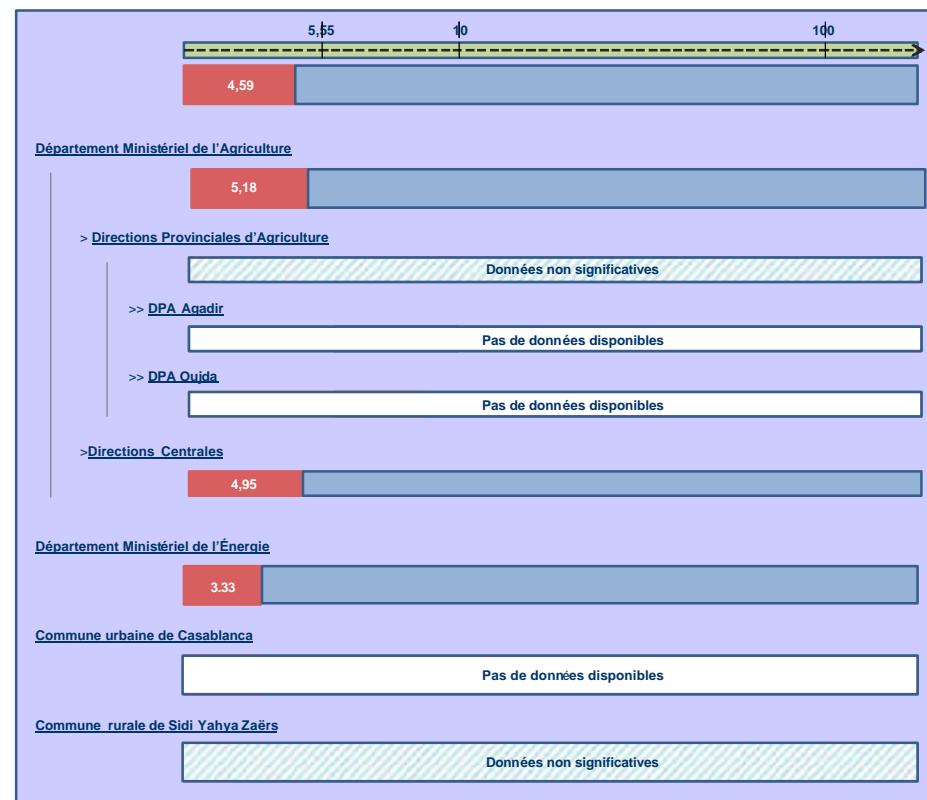 5,55 10 100
4,59
Département Ministériel de l’Agriculture
5,18
> Directions Provinciales d’Agriculture
Données non significatives
>> DPA Agadir
Pas de données disponibles
>> DPA Oujda
Pas de données disponibles
>Directions Centrales
4,95
Département Ministériel de l’Énergie
3.33
Commune urbaine de Casablanca
Pas de données disponibles
Commune rurale de Sidi Yahya Zaërs
Données non significatives